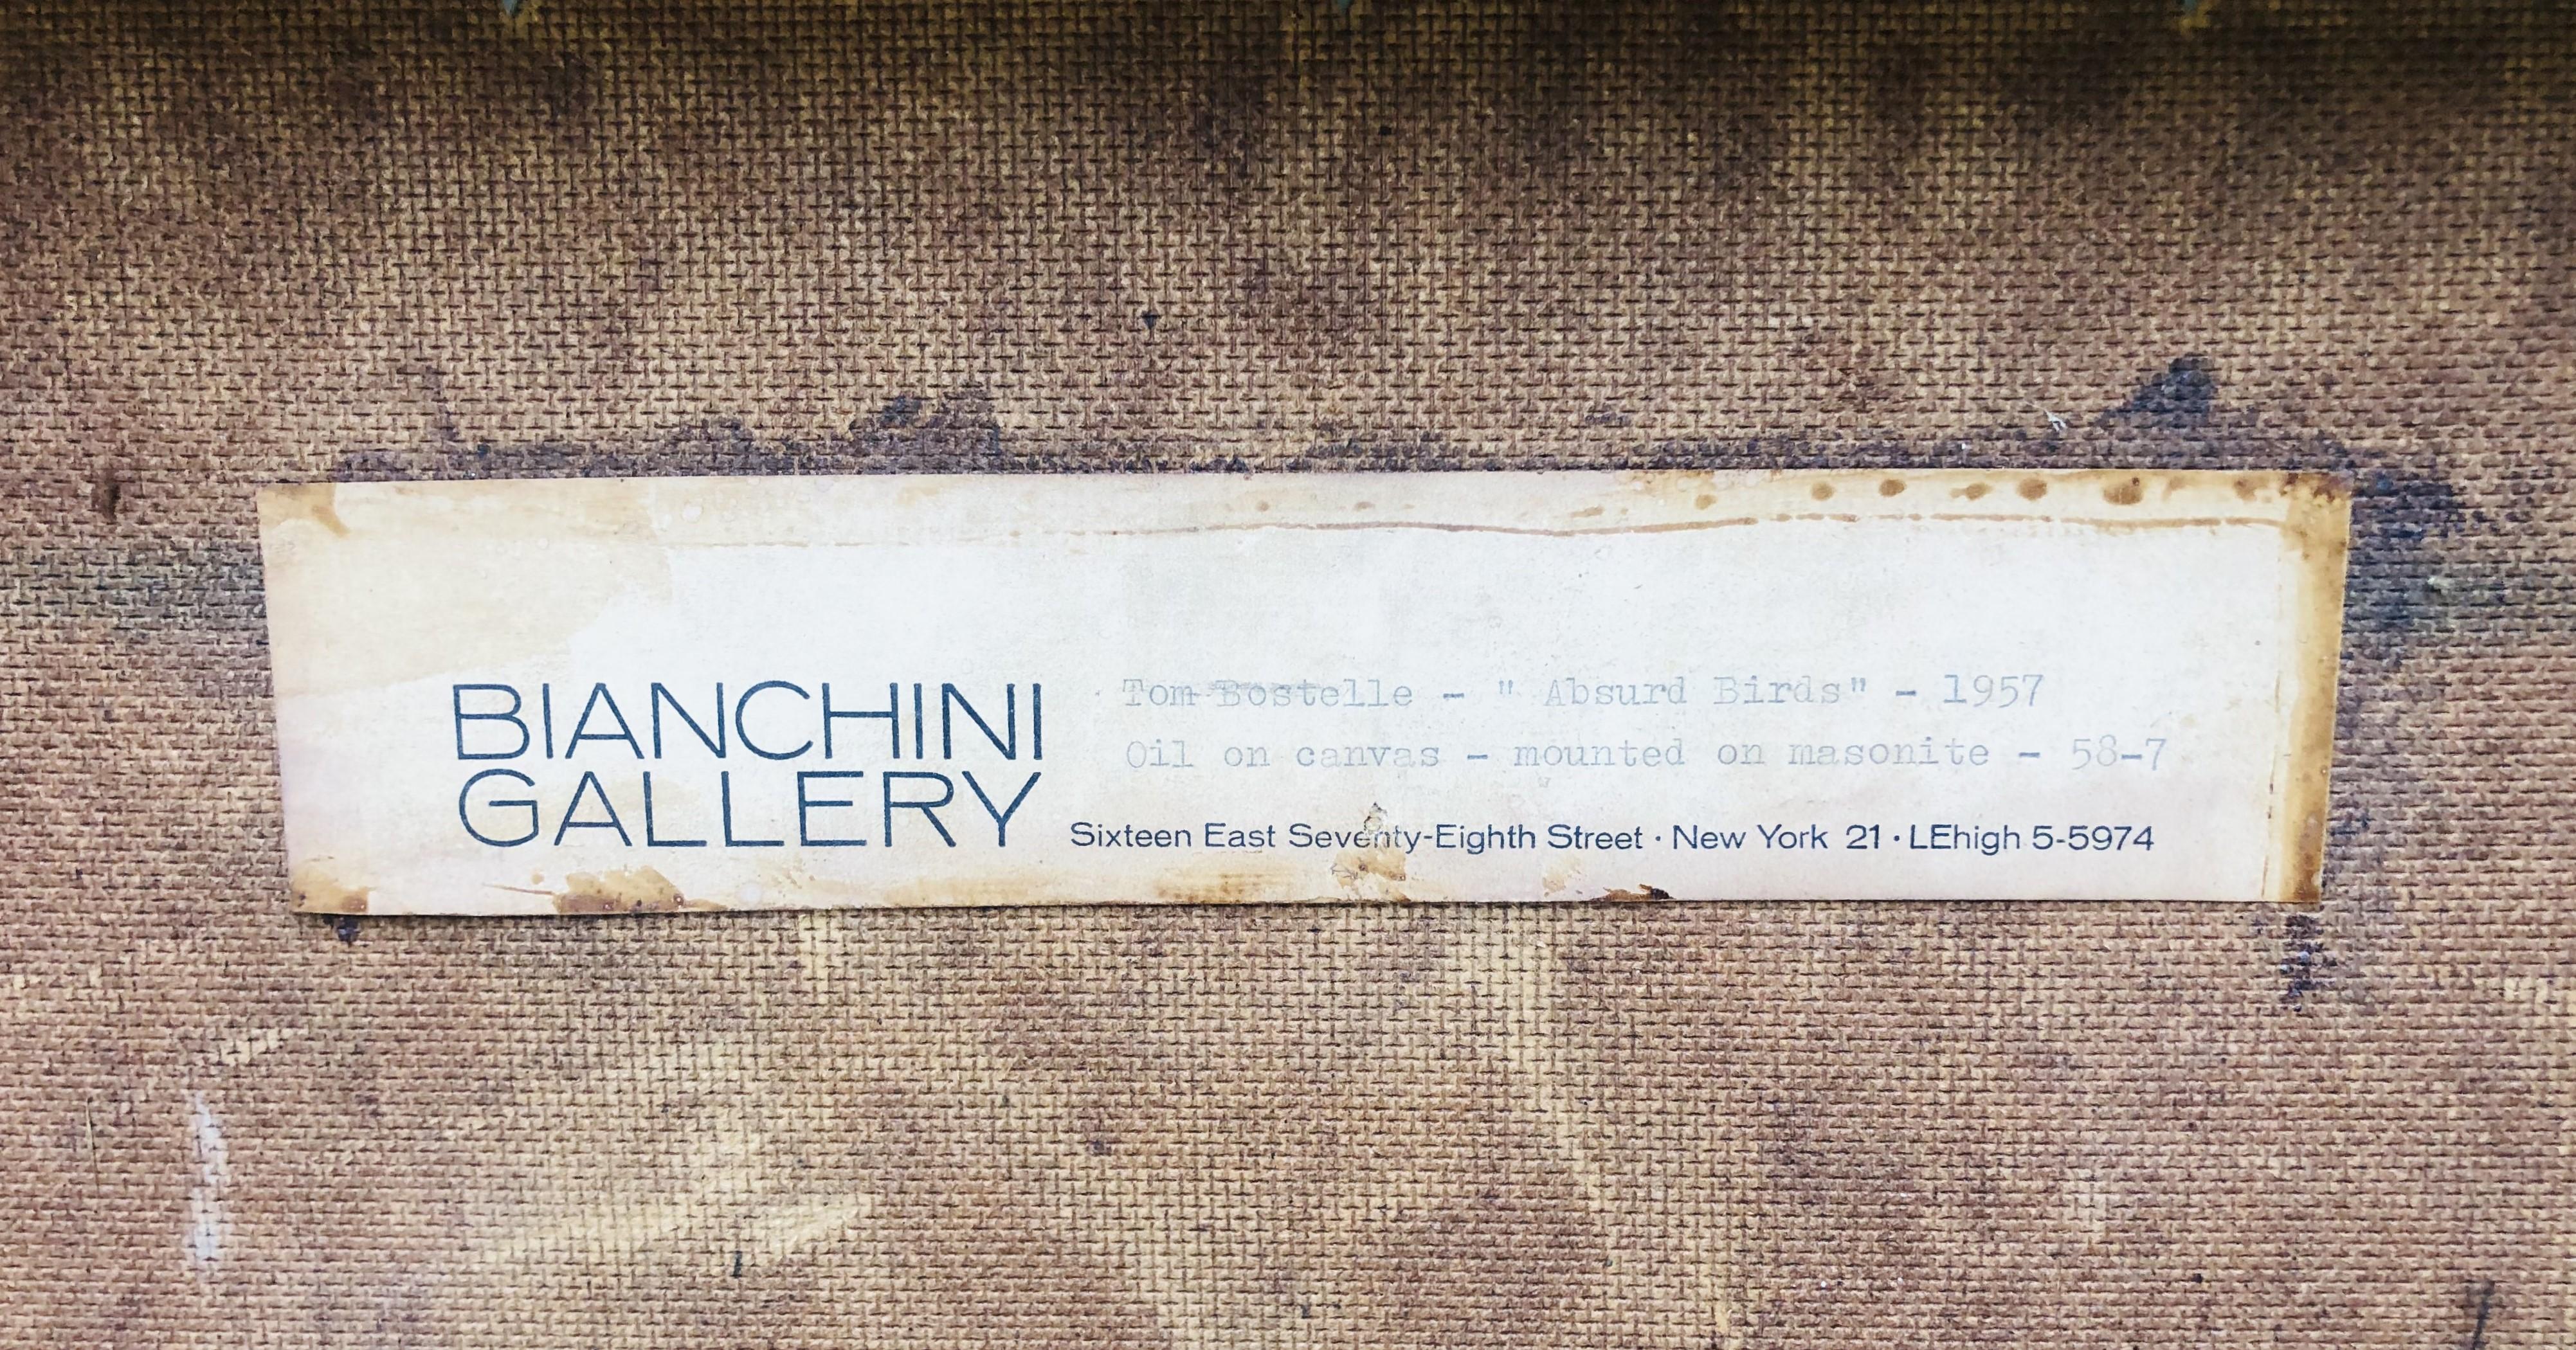 BIANCHINI
GALLERY
Tom Bostelle - " Absurd Birds" - 1957
Oil on canvas - mounted on masonite - 58-7
Sixteen East Seventy-Eighth Street · New York 21 · LEhigh 5-5974